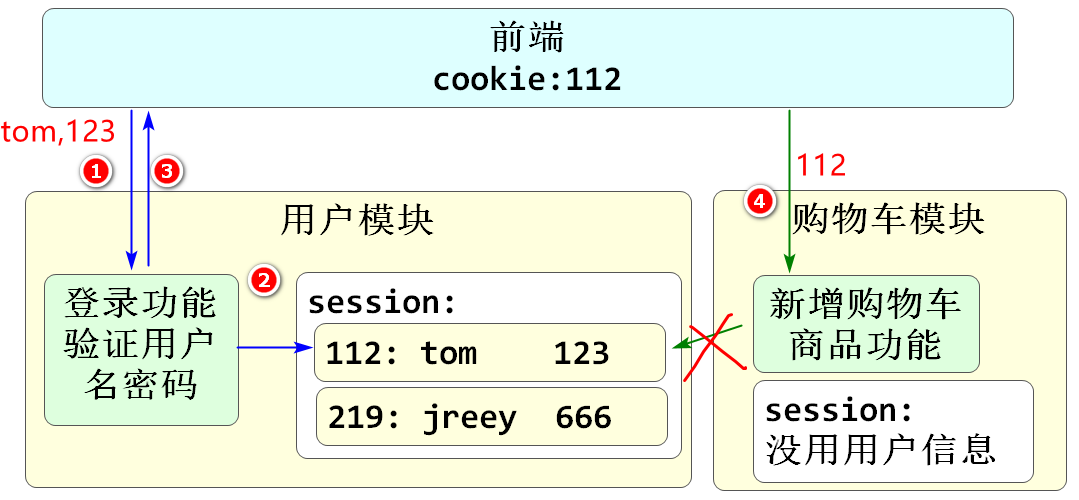 前端
cookie:112
tom,123
1
3
112
4
用户模块
购物车模块
2
登录功能
验证用户
名密码
session:
112: tom 123
219: jreey 666
新增购物车
商品功能
session:
没用用户信息